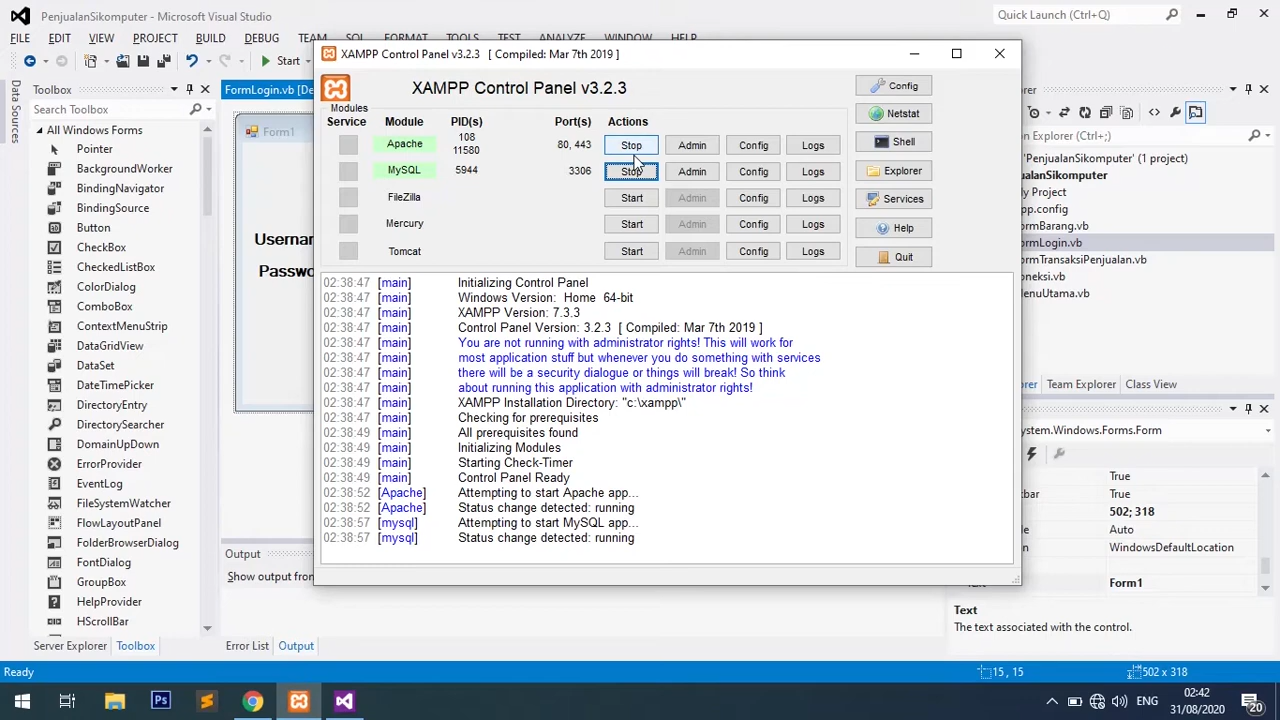 PenjualanSikomputer - Microsoft Visual Studio
Quick Launch (Ctrl+Q)
FILE EDIT VIEW PROJECT BUILD DEBUG TEAM TOOLS TEST ANALYZE WINDOW HELP
Start
Data Sources
Toolbox
Search Toolbox
All Windows Forms
Pointer
BackgroundWorker
BindingNavigator
BindingSource
Button
CheckBox
CheckedListBox
ColorDialog
ComboBox
ContextMenuStrip
DataGridView
DataSet
DateTimePicker
DirectoryEntry
DirectorySearcher
DomainUpDown
ErrorProvider
EventLog
FileSystemWatcher
FlowLayoutPanel
FolderBrowserDialog
FontDialog
GroupBox
HelpProvider
HScrollBar
Server Explorer Toolbox
FormLogin.vb [De
Form1
Userna
Passwo
Output
Show output from
Error List Output
XAMPP Control Panel v3.2.3 [ Compiled: Mar 7th 2019 ]
XAMPP Control Panel v3.2.3
Modules
Service Module PID(s) Port(s) Actions
Apache 108 11580 80, 443 Stop Admin Config Logs
MySQL 5944 3306 Stop Admin Config Logs
FileZilla Start Admin Config Logs
Mercury Start Admin Config Logs
Tomcat Start Admin Config Logs
Config
Netstat
Shell
Explorer
Services
Help
Quit
02:38:47 [main] Initializing Control Panel
02:38:47 [main] Windows Version: Home 64-bit
02:38:47 [main] XAMPP Version: 7.3.3
02:38:47 [main] Control Panel Version: 3.2.3 [ Compiled: Mar 7th 2019 ]
02:38:47 [main] You are not running with administrator rights! This will work for
02:38:47 [main] most application stuff but whenever you do something with services
02:38:47 [main] there will be a security dialogue or things will break! So think
02:38:47 [main] about running this application with administrator rights!
02:38:47 [main] XAMPP Installation Directory: "c:\xampp\"
02:38:47 [main] Checking for prerequisites
02:38:49 [main] All prerequisites found
02:38:49 [main] Initializing Modules
02:38:49 [main] Starting Check-Timer
02:38:49 [main] Control Panel Ready
02:38:52 [Apache] Attempting to start Apache app...
02:38:52 [Apache] Status change detected: running
02:38:57 [mysql] Attempting to start MySQL app...
02:38:57 [mysql] Status change detected: running
orer
n Explorer (Ctrl+;)
'PenjualanSikomputer' (1 project)
jualanSikomputer
y Project
pp.config
ormBarang.vb
ormLogin.vb
ormTransaksiPenjualan.vb
oneksi.vb
enuUtama.vb
orer Team Explorer Class View
ystem.Windows.Forms.Form
True
kbar True
502; 318
le Auto
WindowsDefaultLocation
Text Form1
Text
The text associated with the control.
Ready
15, 15
502 x 318
Ps
ENG
02:42
31/08/2020
20